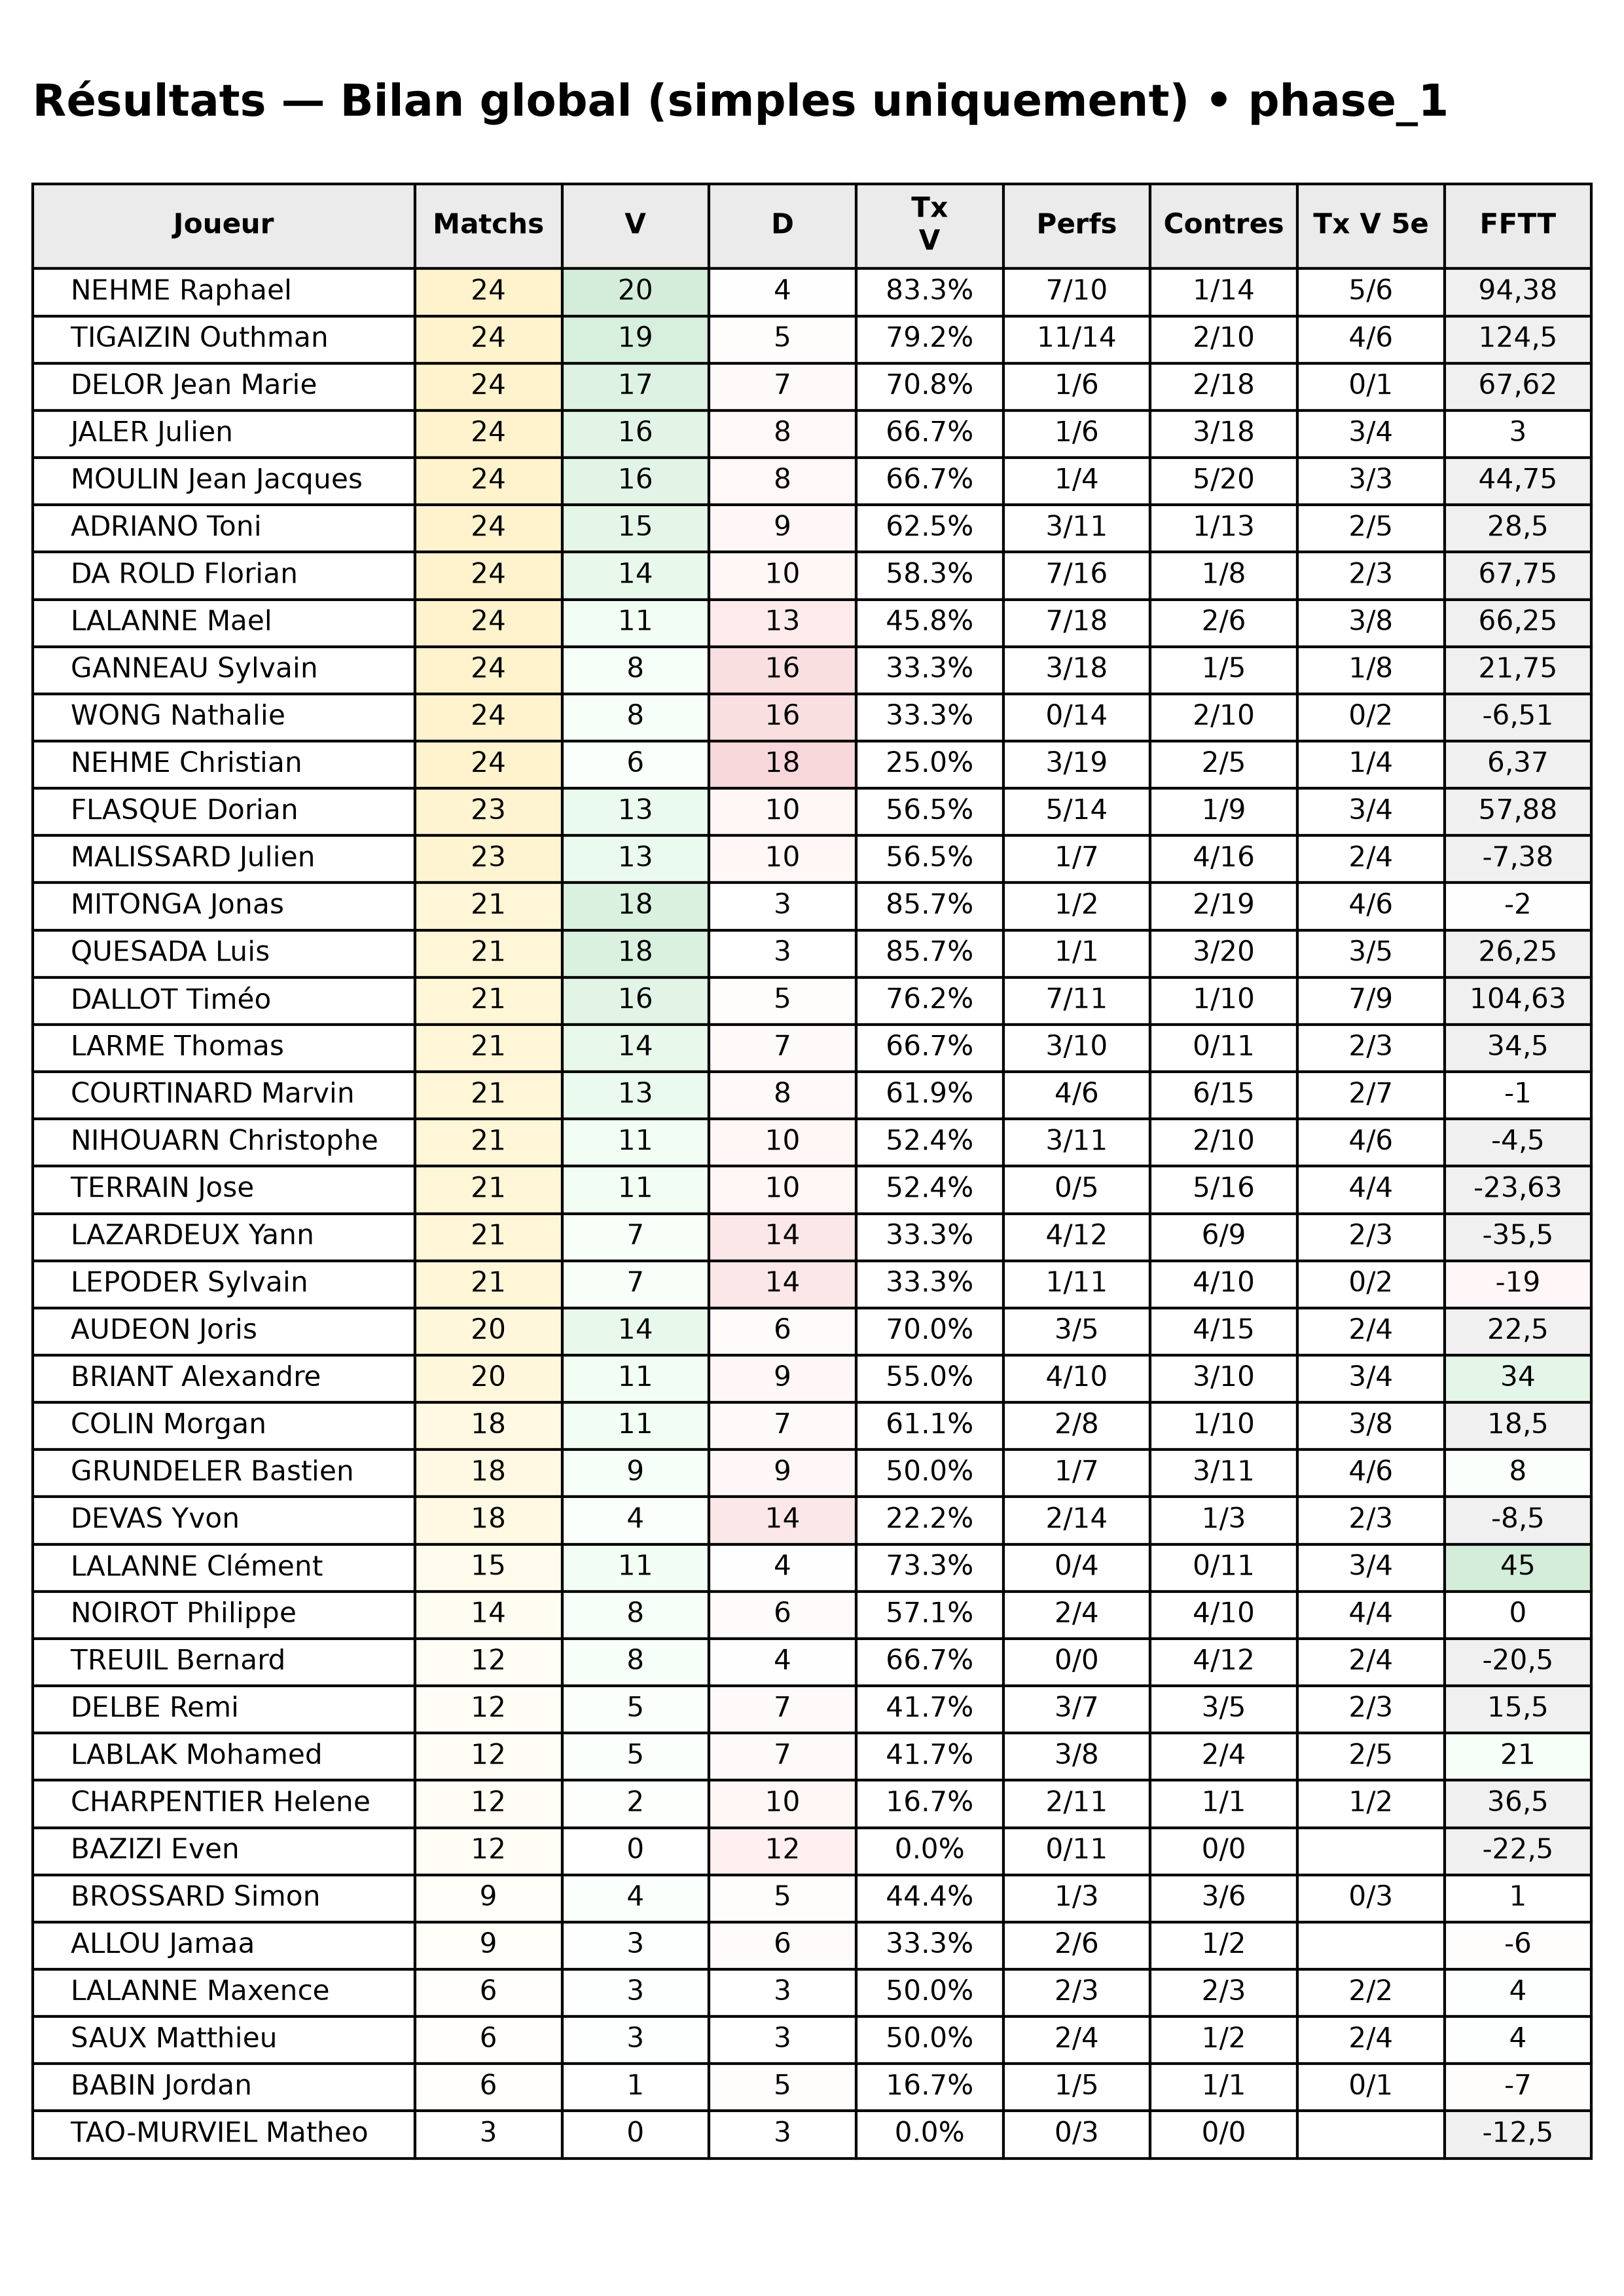 Résultats — Bilan global (simples uniquement) • phase_1
Joueur Matchs V D Tx V Perfs Contres Tx V 5e FFTT
NEHME Raphael 24 20 4 83.3% 7/10 1/14 5/6 94,38
TIGAIZIN Outhman 24 19 5 79.2% 11/14 2/10 4/6 124,5
DELOR Jean Marie 24 17 7 70.8% 1/6 2/18 0/1 67,62
JALER Julien 24 16 8 66.7% 1/6 3/18 3/4 3
MOULIN Jean Jacques 24 16 8 66.7% 1/4 5/20 3/3 44,75
ADRIANO Toni 24 15 9 62.5% 3/11 1/13 2/5 28,5
DA ROLD Florian 24 14 10 58.3% 7/16 1/8 2/3 67,75
LALANNE Mael 24 11 13 45.8% 7/18 2/6 3/8 66,25
GANNEAU Sylvain 24 8 16 33.3% 3/18 1/5 1/8 21,75
WONG Nathalie 24 8 16 33.3% 0/14 2/10 0/2 -6,51
NEHME Christian 24 6 18 25.0% 3/19 2/5 1/4 6,37
FLASQUE Dorian 23 13 10 56.5% 5/14 1/9 3/4 57,88
MALISSARD Julien 23 13 10 56.5% 1/7 4/16 2/4 -7,38
MITONGA Jonas 21 18 3 85.7% 1/2 2/19 4/6 -2
QUESADA Luis 21 18 3 85.7% 1/1 3/20 3/5 26,25
DALLOT Timéo 21 16 5 76.2% 7/11 1/10 7/9 104,63
LARME Thomas 21 14 7 66.7% 3/10 0/11 2/3 34,5
COURTINARD Marvin 21 13 8 61.9% 4/6 6/15 2/7 -1
NIHOUARN Christophe 21 11 10 52.4% 3/11 2/10 4/6 -4,5
TERRAIN Jose 21 11 10 52.4% 0/5 5/16 4/4 -23,63
LAZARDEUX Yann 21 7 14 33.3% 4/12 6/9 2/3 -35,5
LEPODER Sylvain 21 7 14 33.3% 1/11 4/10 0/2 -19
AUDEON Joris 20 14 6 70.0% 3/5 4/15 2/4 22,5
BRIANT Alexandre 20 11 9 55.0% 4/10 3/10 3/4 34
COLIN Morgan 18 11 7 61.1% 2/8 1/10 3/8 18,5
GRUNDELER Bastien 18 9 9 50.0% 1/7 3/11 4/6 8
DEVAS Yvon 18 4 14 22.2% 2/14 1/3 2/3 -8,5
LALANNE Clément 15 11 4 73.3% 0/4 0/11 3/4 45
NOIROT Philippe 14 8 6 57.1% 2/4 4/10 4/4 0
TREUIL Bernard 12 8 4 66.7% 0/0 4/12 2/4 -20,5
DELBE Remi 12 5 7 41.7% 3/7 3/5 2/3 15,5
LABLAK Mohamed 12 5 7 41.7% 3/8 2/4 2/5 21
CHARPENTIER Helene 12 2 10 16.7% 2/11 1/1 1/2 36,5
BAZIZI Even 12 0 12 0.0% 0/11 0/0 -22,5
BROSSARD Simon 9 4 5 44.4% 1/3 3/6 0/3 1
ALLOU Jamaa 9 3 6 33.3% 2/6 1/2 -6
LALANNE Maxence 6 3 3 50.0% 2/3 2/3 2/2 4
SAUX Matthieu 6 3 3 50.0% 2/4 1/2 2/4 4
BABIN Jordan 6 1 5 16.7% 1/5 1/1 0/1 -7
TAO-MURVIEL Matheo 3 0 3 0.0% 0/3 0/0 -12,5